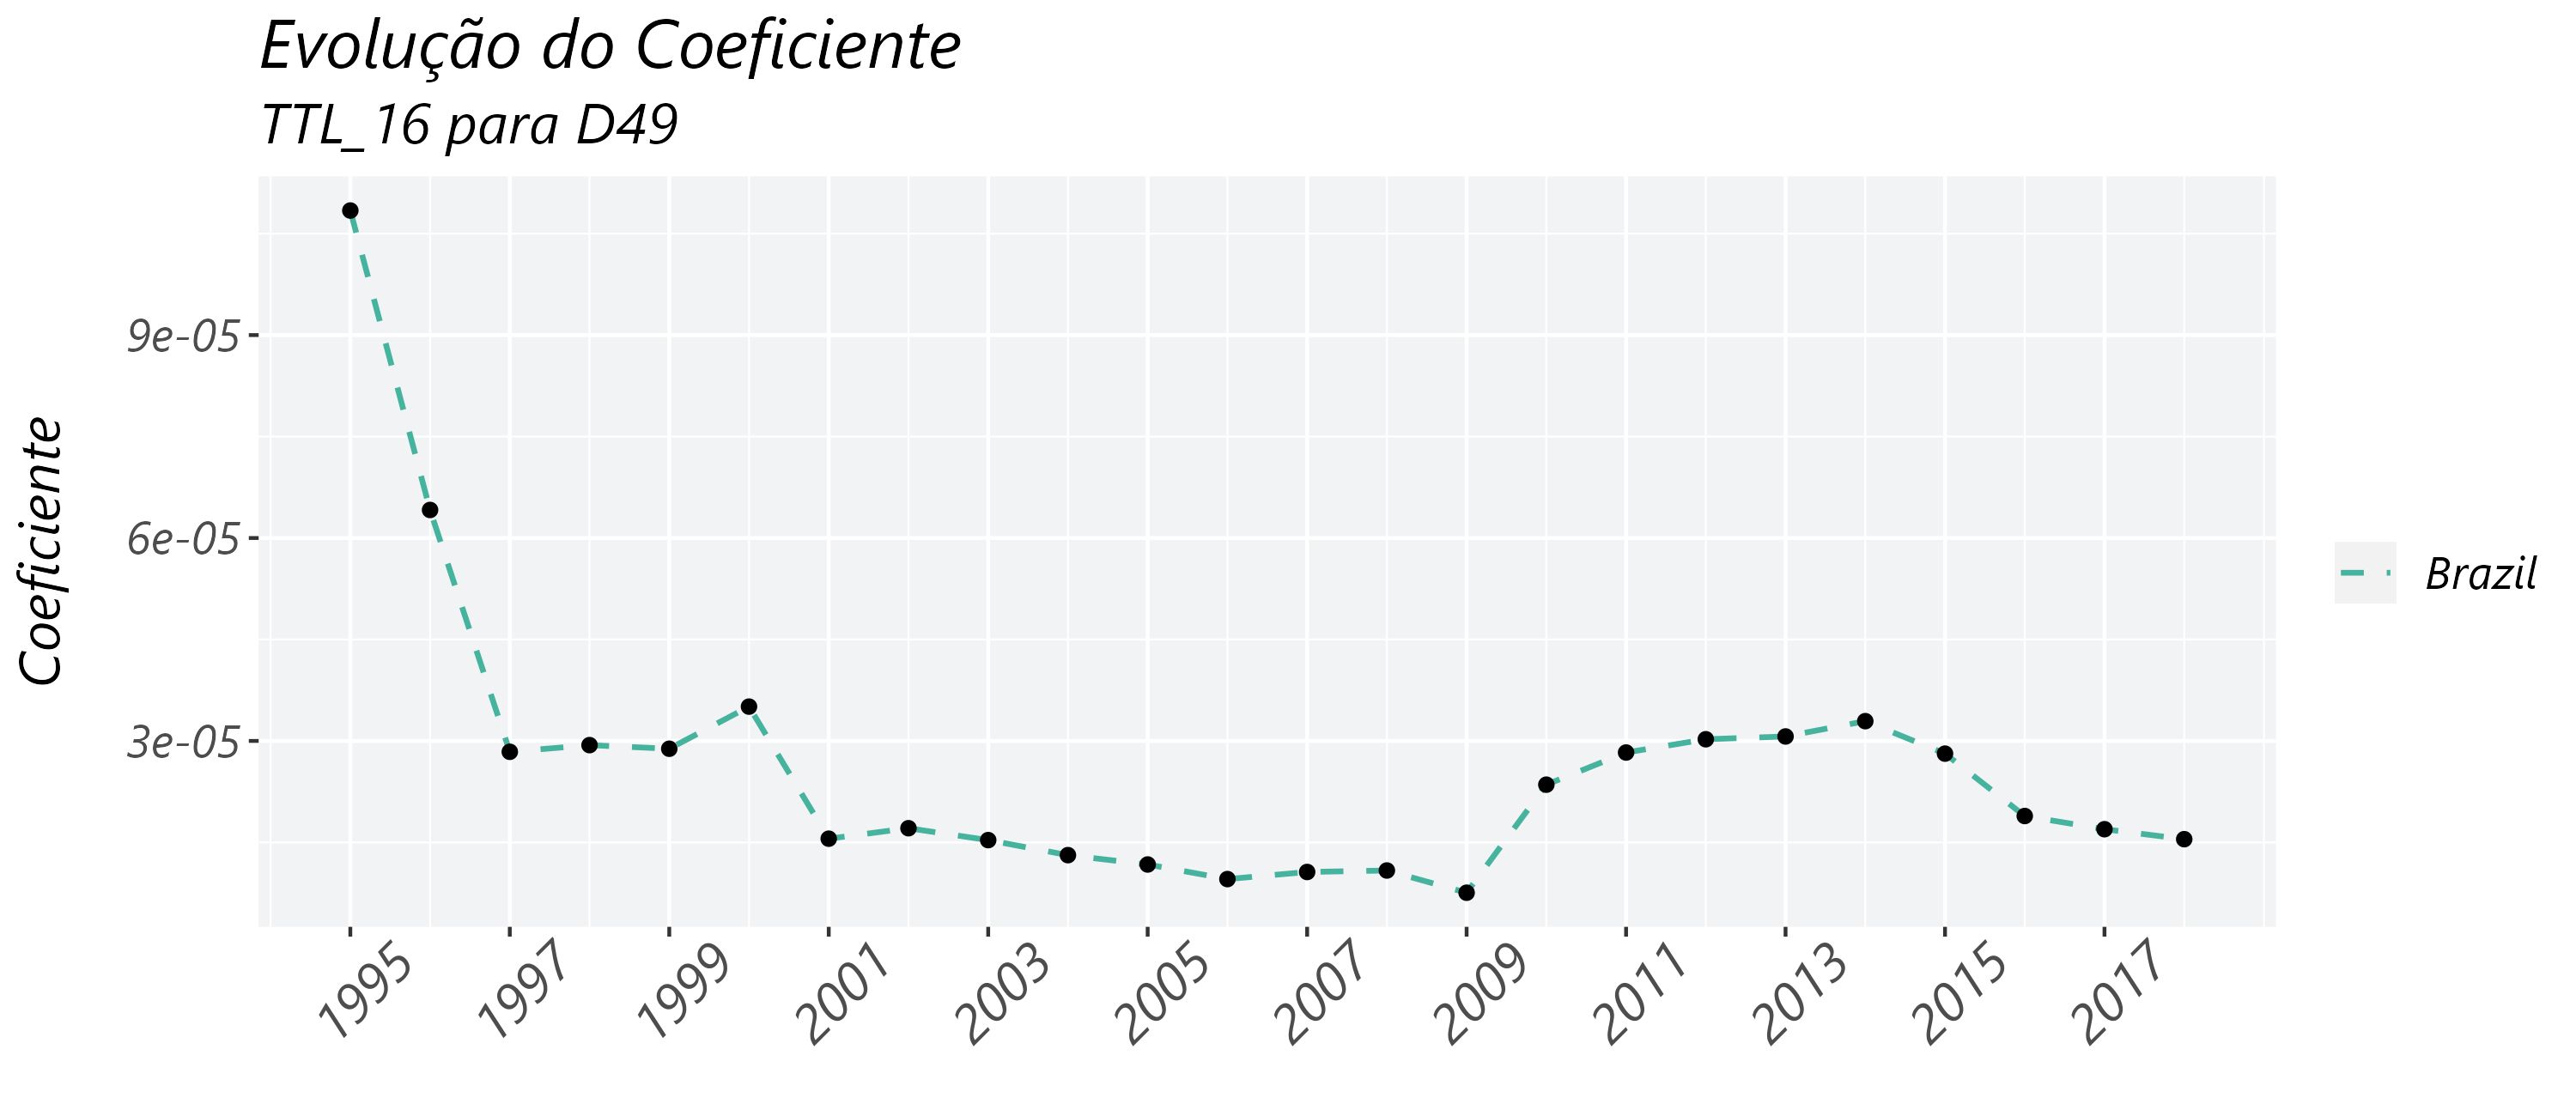 Evolução do Coeficiente
TTL_16 para D49
Coeficiente
9e-05
6e-05
3e-05
1995
1997
1999
2001
2003
2005
2007
2009
2011
2013
2015
2017
Brazil